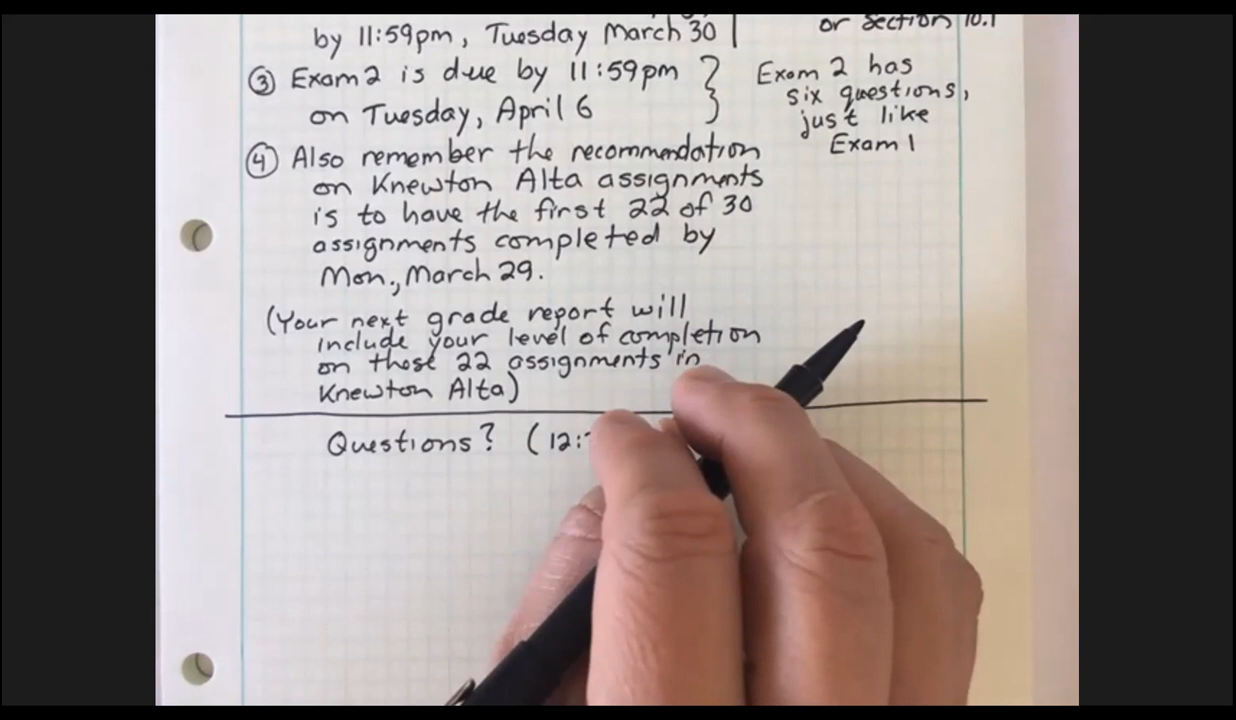 by 11:59pm, Tuesday March 30
or Section 10.1
③ Exam 2 is due by 11:59pm
on Tuesday, April 6
Exam 2 has
six questions,
just like
Exam 1
④ Also remember the recommendation
on Knewton Alta assignments
is to have the first 22 of 30
assignments completed by
Mon., March 29.
(Your next grade report will
include your level of completion
on those 22 assignments in
Knewton Alta)
Questions? (12: